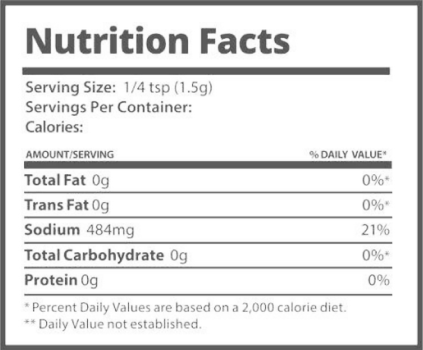 Nutrition Facts
Serving Size: 1/4 tsp (1.5g)
Servings Per Container:
Calories:
AMOUNT/SERVING % DAILY VALUE*
Total Fat 0g 0%*
Trans Fat 0g 0%*
Sodium 484mg 21%
Total Carbohydrate 0g 0%*
Protein 0g 0%
* Percent Daily Values are based on a 2,000 calorie diet.
** Daily Value not established.